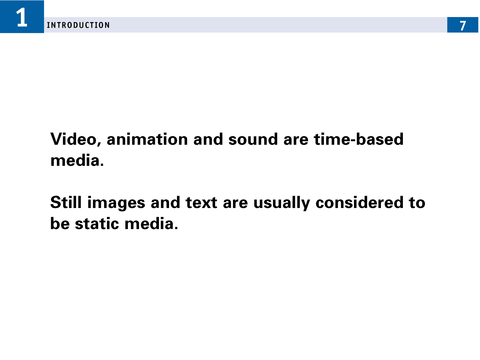 1
INTRODUCTION
7
Video, animation and sound are time-based
media.
Still images and text are usually considered to
be static media.